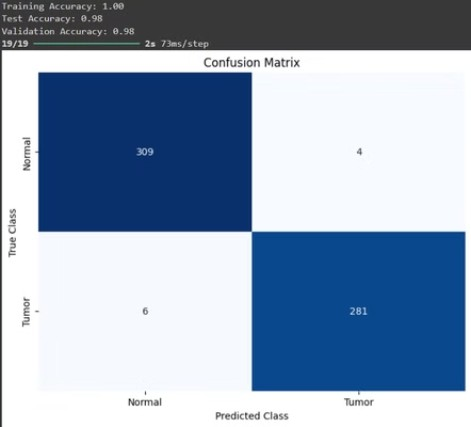 Training Accuracy: 1.00
Test Accuracy: 0.98
Validation Accuracy: 0.98
19/19 2s 73ms/step
Confusion Matrix
Normal
309
4
True Class
Tumor
6
281
Normal
Tumor
Predicted Class